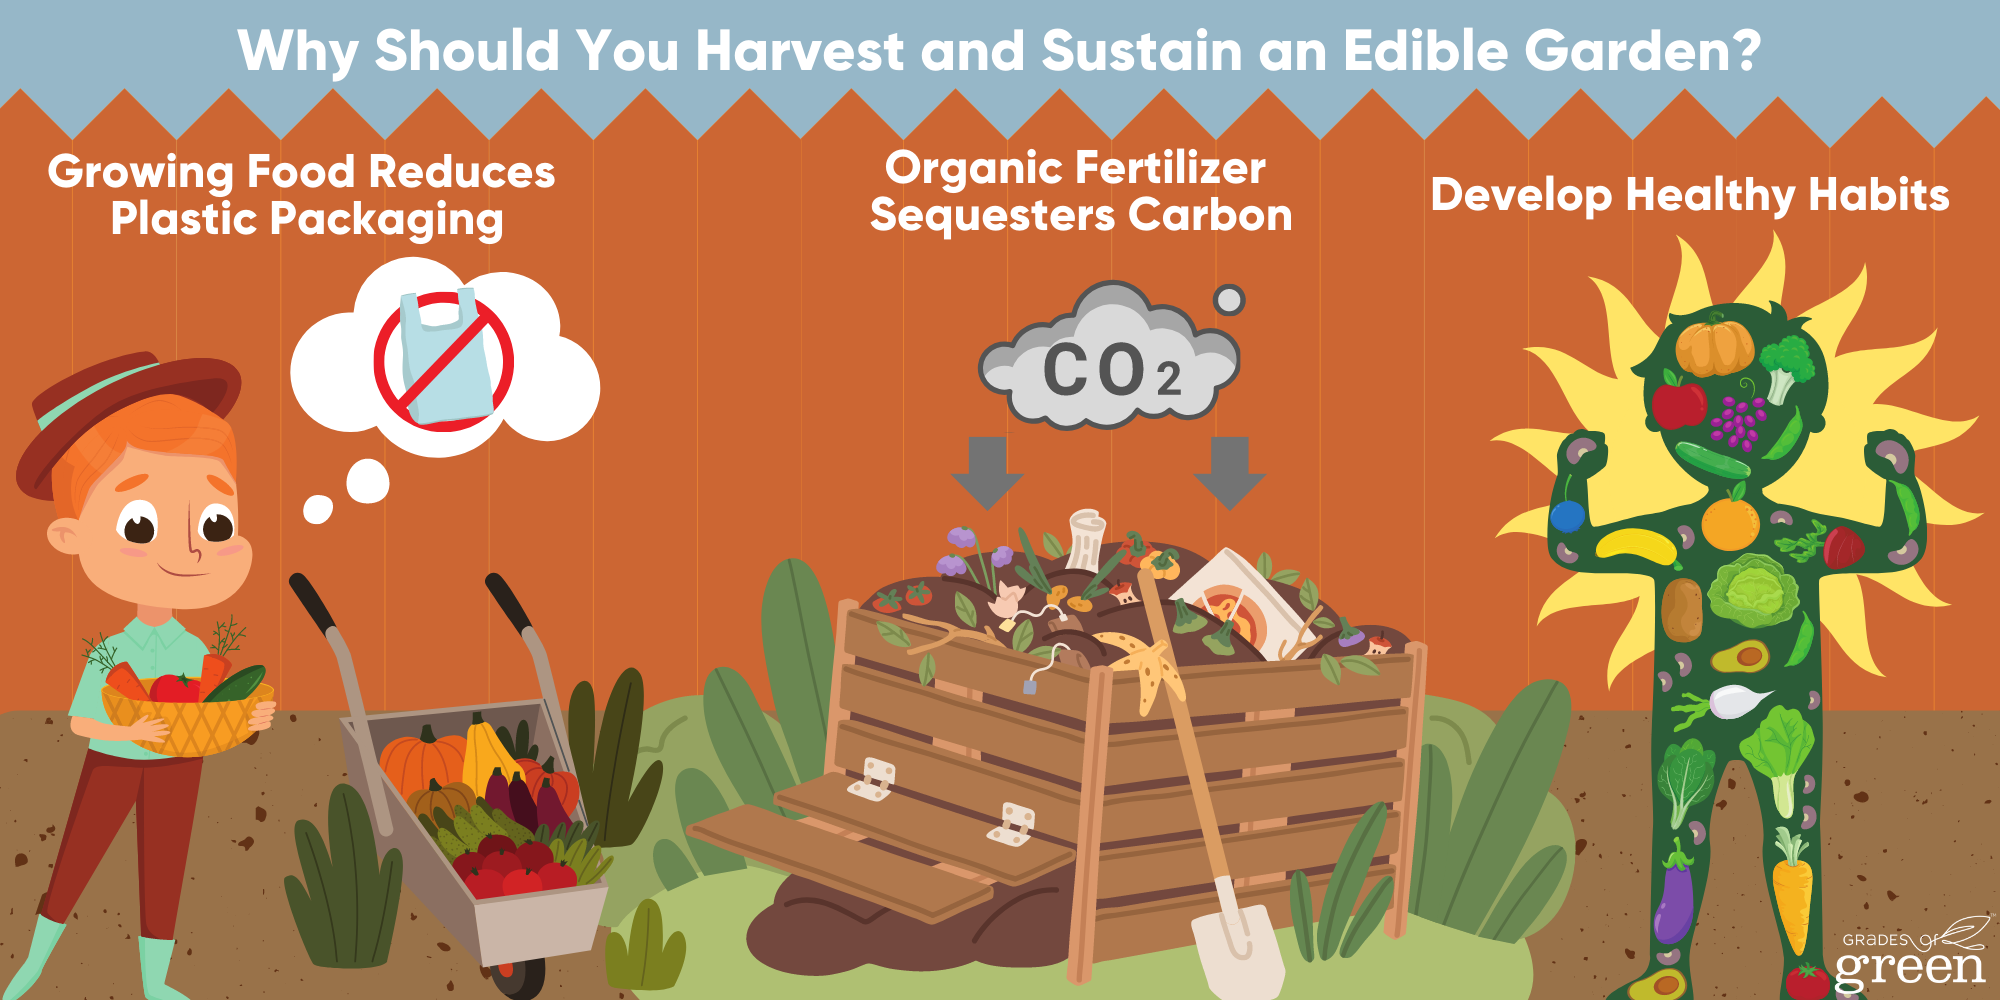 Why Should You Harvest and Sustain an Edible Garden?
Growing Food Reduces
Plastic Packaging
Organic Fertilizer
Sequesters Carbon
Develop Healthy Habits
CO2
GRADES of
green